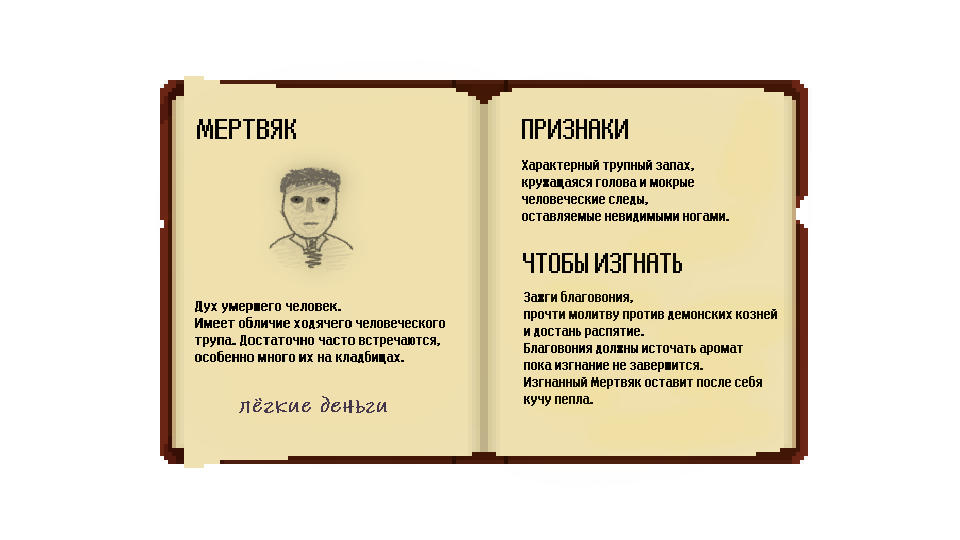 МЕРТВЯК
Дух умершего человек.
Имеет обличие ходячего человеческого
трупа. Достаточно часто встречаются,
особенно много их на кладбищах.
лёгкие деньги
ПРИЗНАКИ
Характерный трупный запах,
кружащаяся голова и мокрые
человеческие следы,
оставляемые невидимыми ногами.
ЧТОБЫ ИЗГНАТЬ
Зажги благовония,
прочти молитву против демонских козней
и достань распятие.
Благовония должны источать аромат
пока изгнание не завершится.
Изгнанный Мертвяк оставит после себя
кучу пепла.